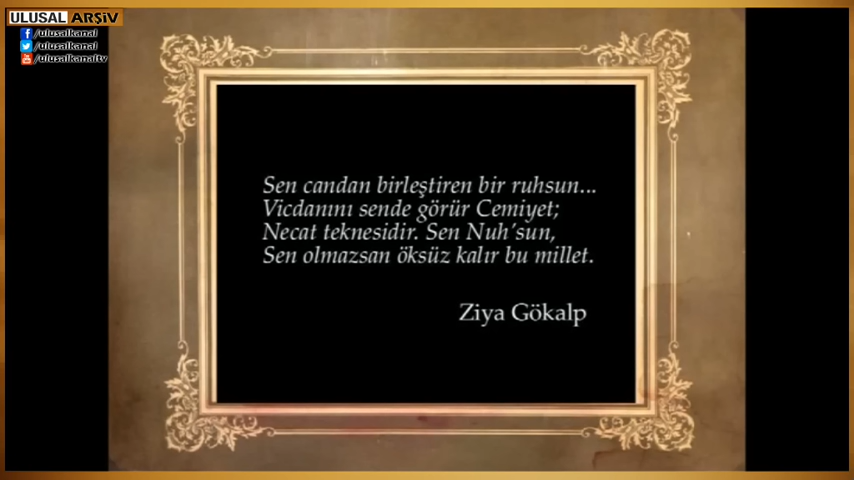 ULUSAL ARŞiV
/ulusalkanal
/ulusalkanal
/ulusalkanaltv
Sen candan birleştiren bir ruhsun...
Vicdanını sende görür Cemiyet;
Necat teknesidir. Sen Nuh'sun,
Sen olmazsan öksüz kalır bu millet.
Ziya Gökalp